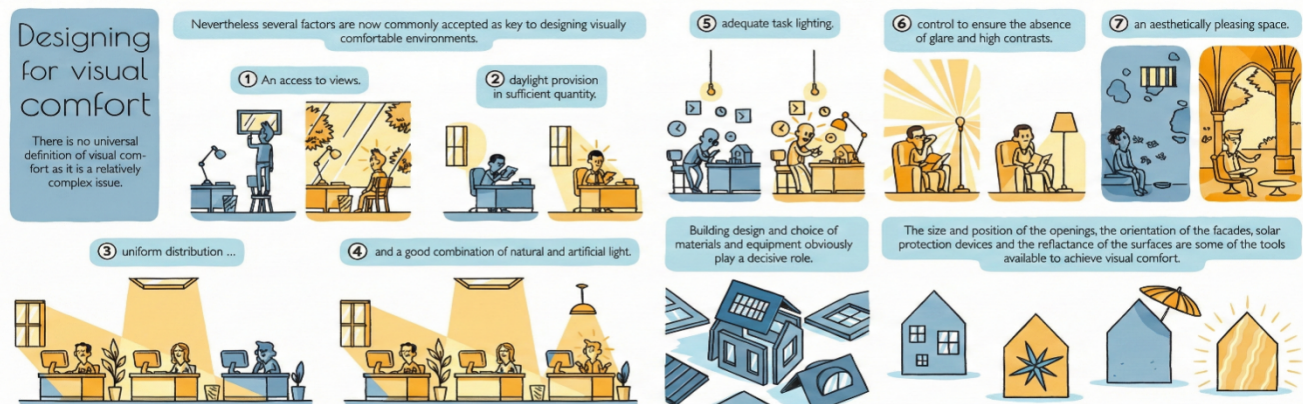 Designing
for visual
comfort
There is no universal
definition of visual com-
fort as it is a relatively
complex issue.
Nevertheless several factors are now commonly accepted as key to designing visually
comfortable environments.
1 An access to views.
2 daylight provision
in sufficient quantity.
3 uniform distribution ...
4 and a good combination of natural and artificial light.
5 adequate task lighting.
6 control to ensure the absence
of glare and high contrasts.
7 an aesthetically pleasing space.
Building design and choice of
materials and equipment obviously
play a decisive role.
The size and position of the openings, the orientation of the facades, solar
protection devices and the reflactance of the surfaces are some of the tools
available to achieve visual comfort.